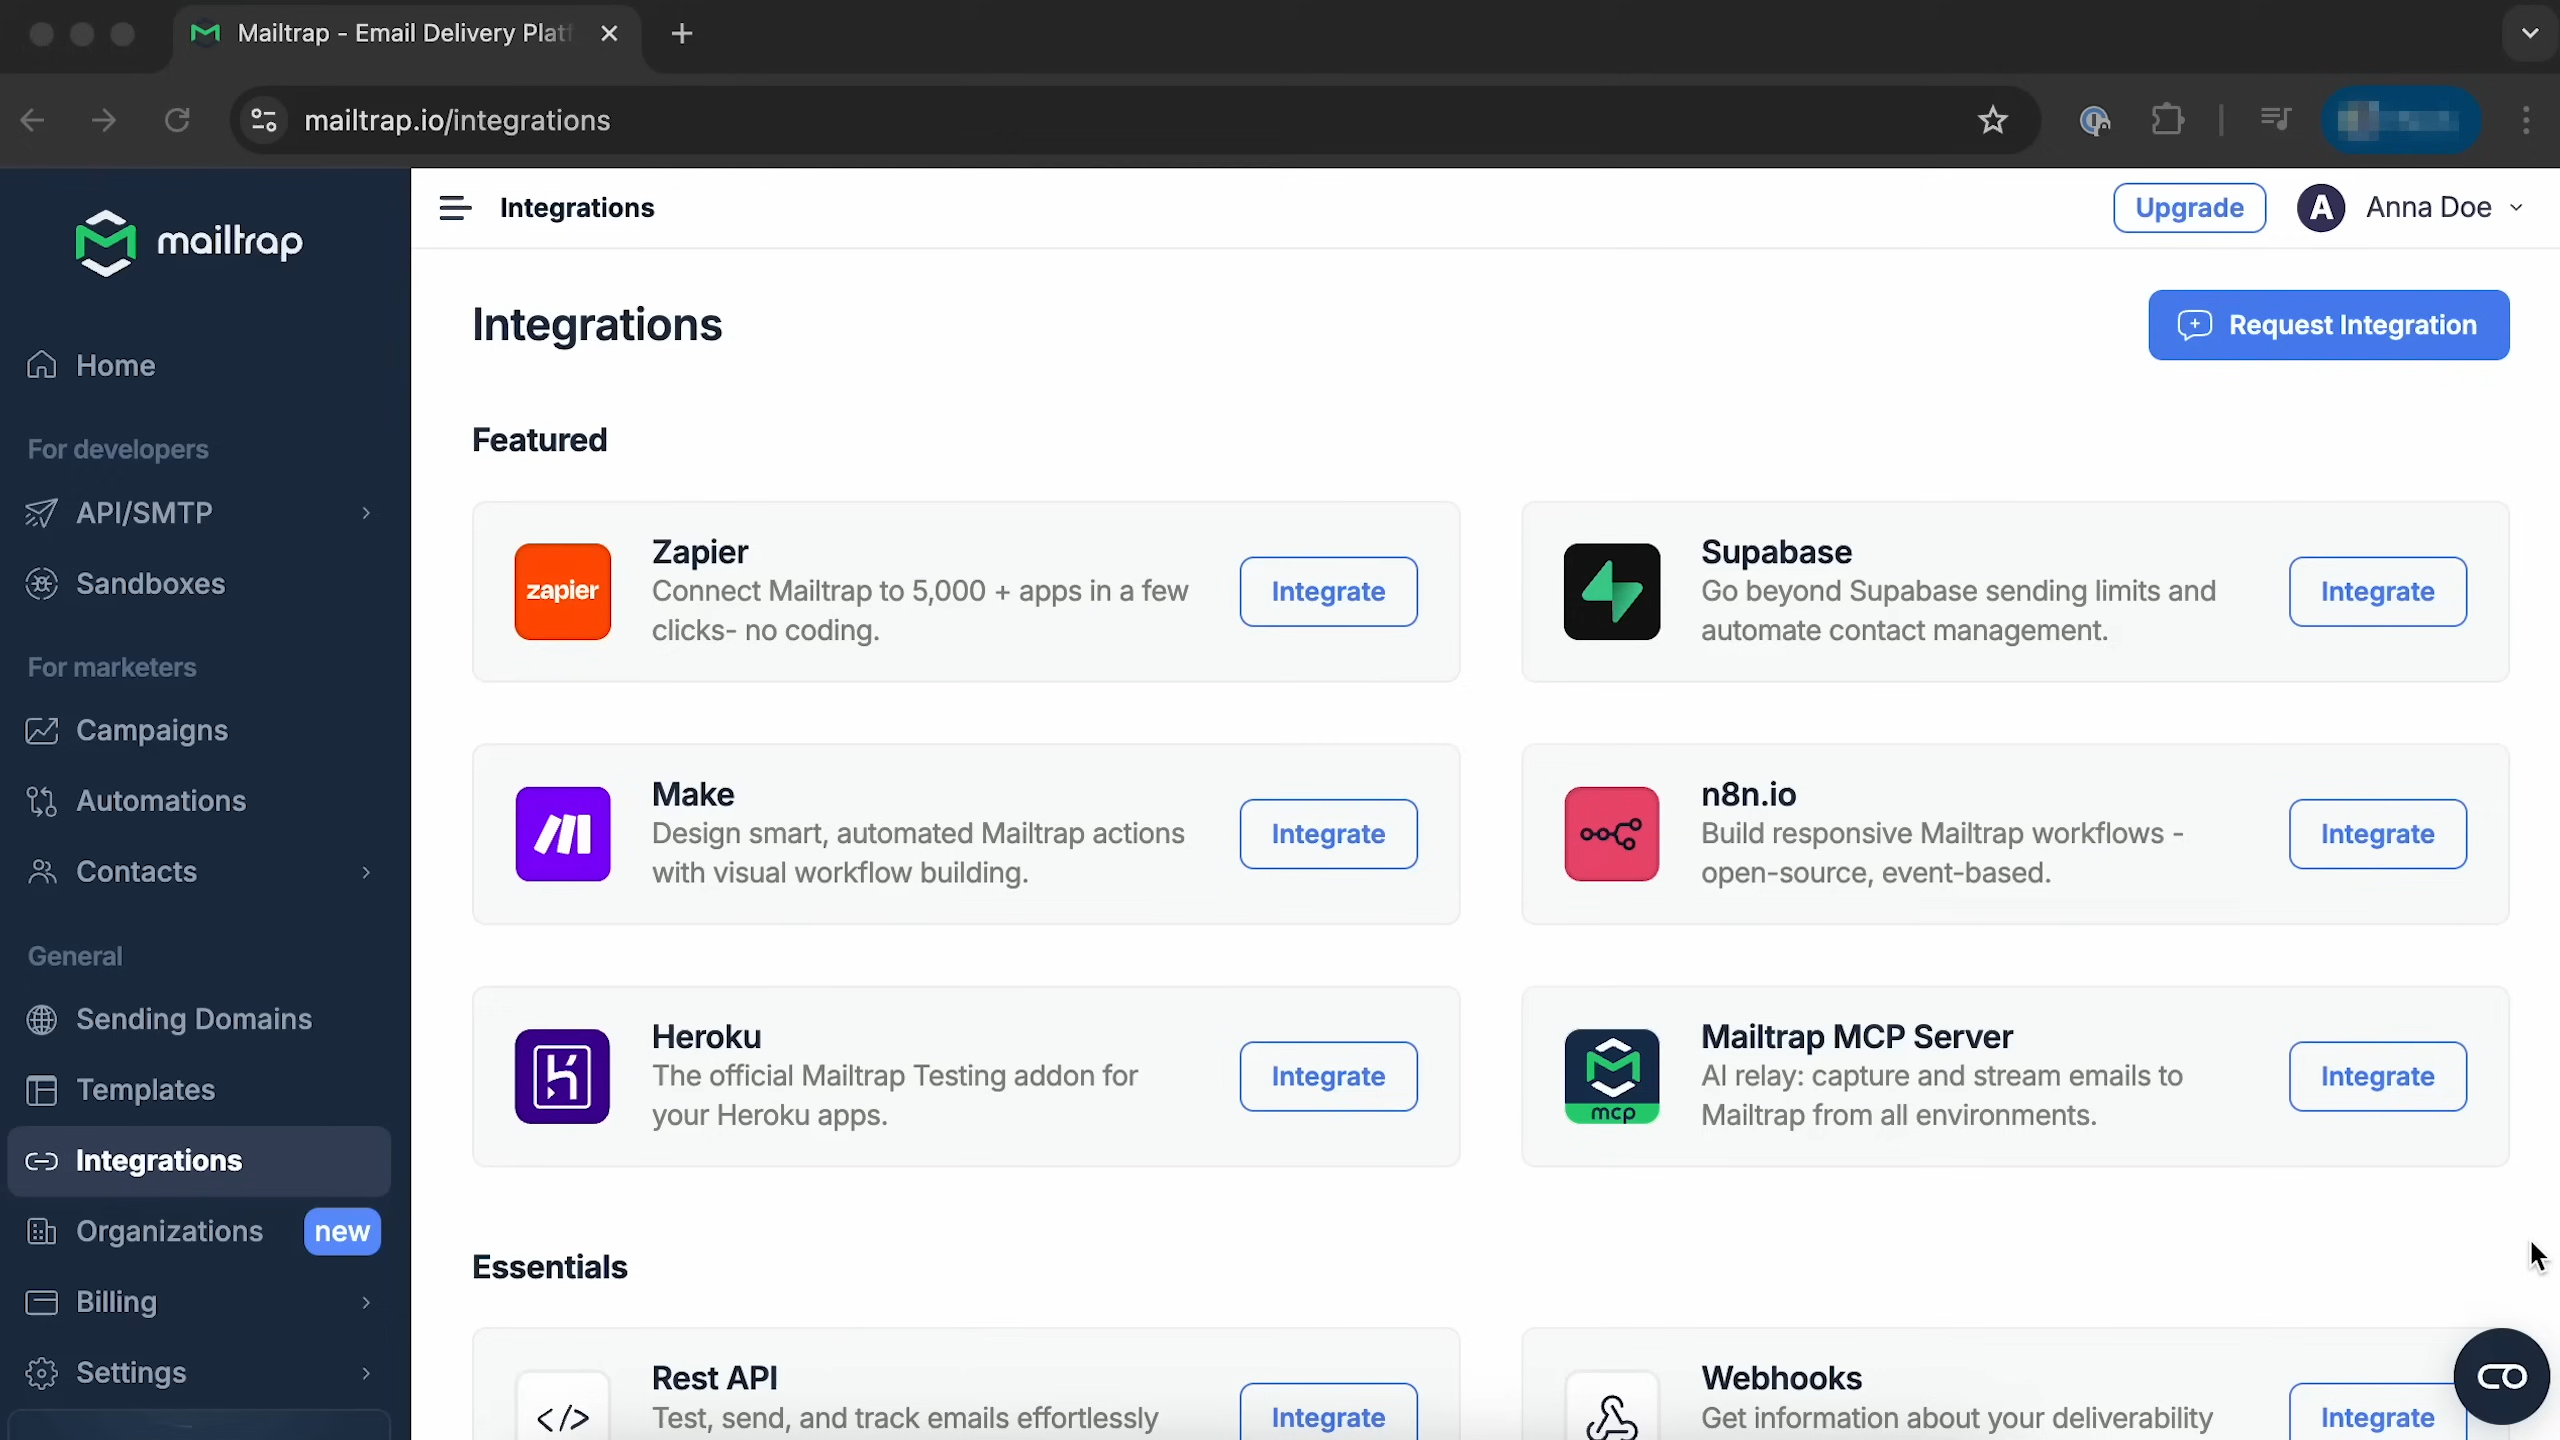 Mailtrap - Email Delivery Platf
mailtrap.io/integrations
mailtrap
Home
For developers
API/SMTP
Sandboxes
For marketers
Campaigns
Automations
Contacts
General
Sending Domains
Templates
Integrations
Organizations new
Billing
Settings
Integrations
Upgrade
A Anna Doe
Integrations
Request Integration
Featured
zapier
Zapier
Connect Mailtrap to 5,000 + apps in a few
clicks- no coding.
Integrate
Supabase
Go beyond Supabase sending limits and
automate contact management.
Integrate
Make
Design smart, automated Mailtrap actions
with visual workflow building.
Integrate
n8n.io
Build responsive Mailtrap workflows -
open-source, event-based.
Integrate
Heroku
The official Mailtrap Testing addon for
your Heroku apps.
Integrate
mcp
Mailtrap MCP Server
AI relay: capture and stream emails to
Mailtrap from all environments.
Integrate
Essentials
</>
Rest API
Test, send, and track emails effortlessly
Integrate
Webhooks
Get information about your deliverability
Integrate